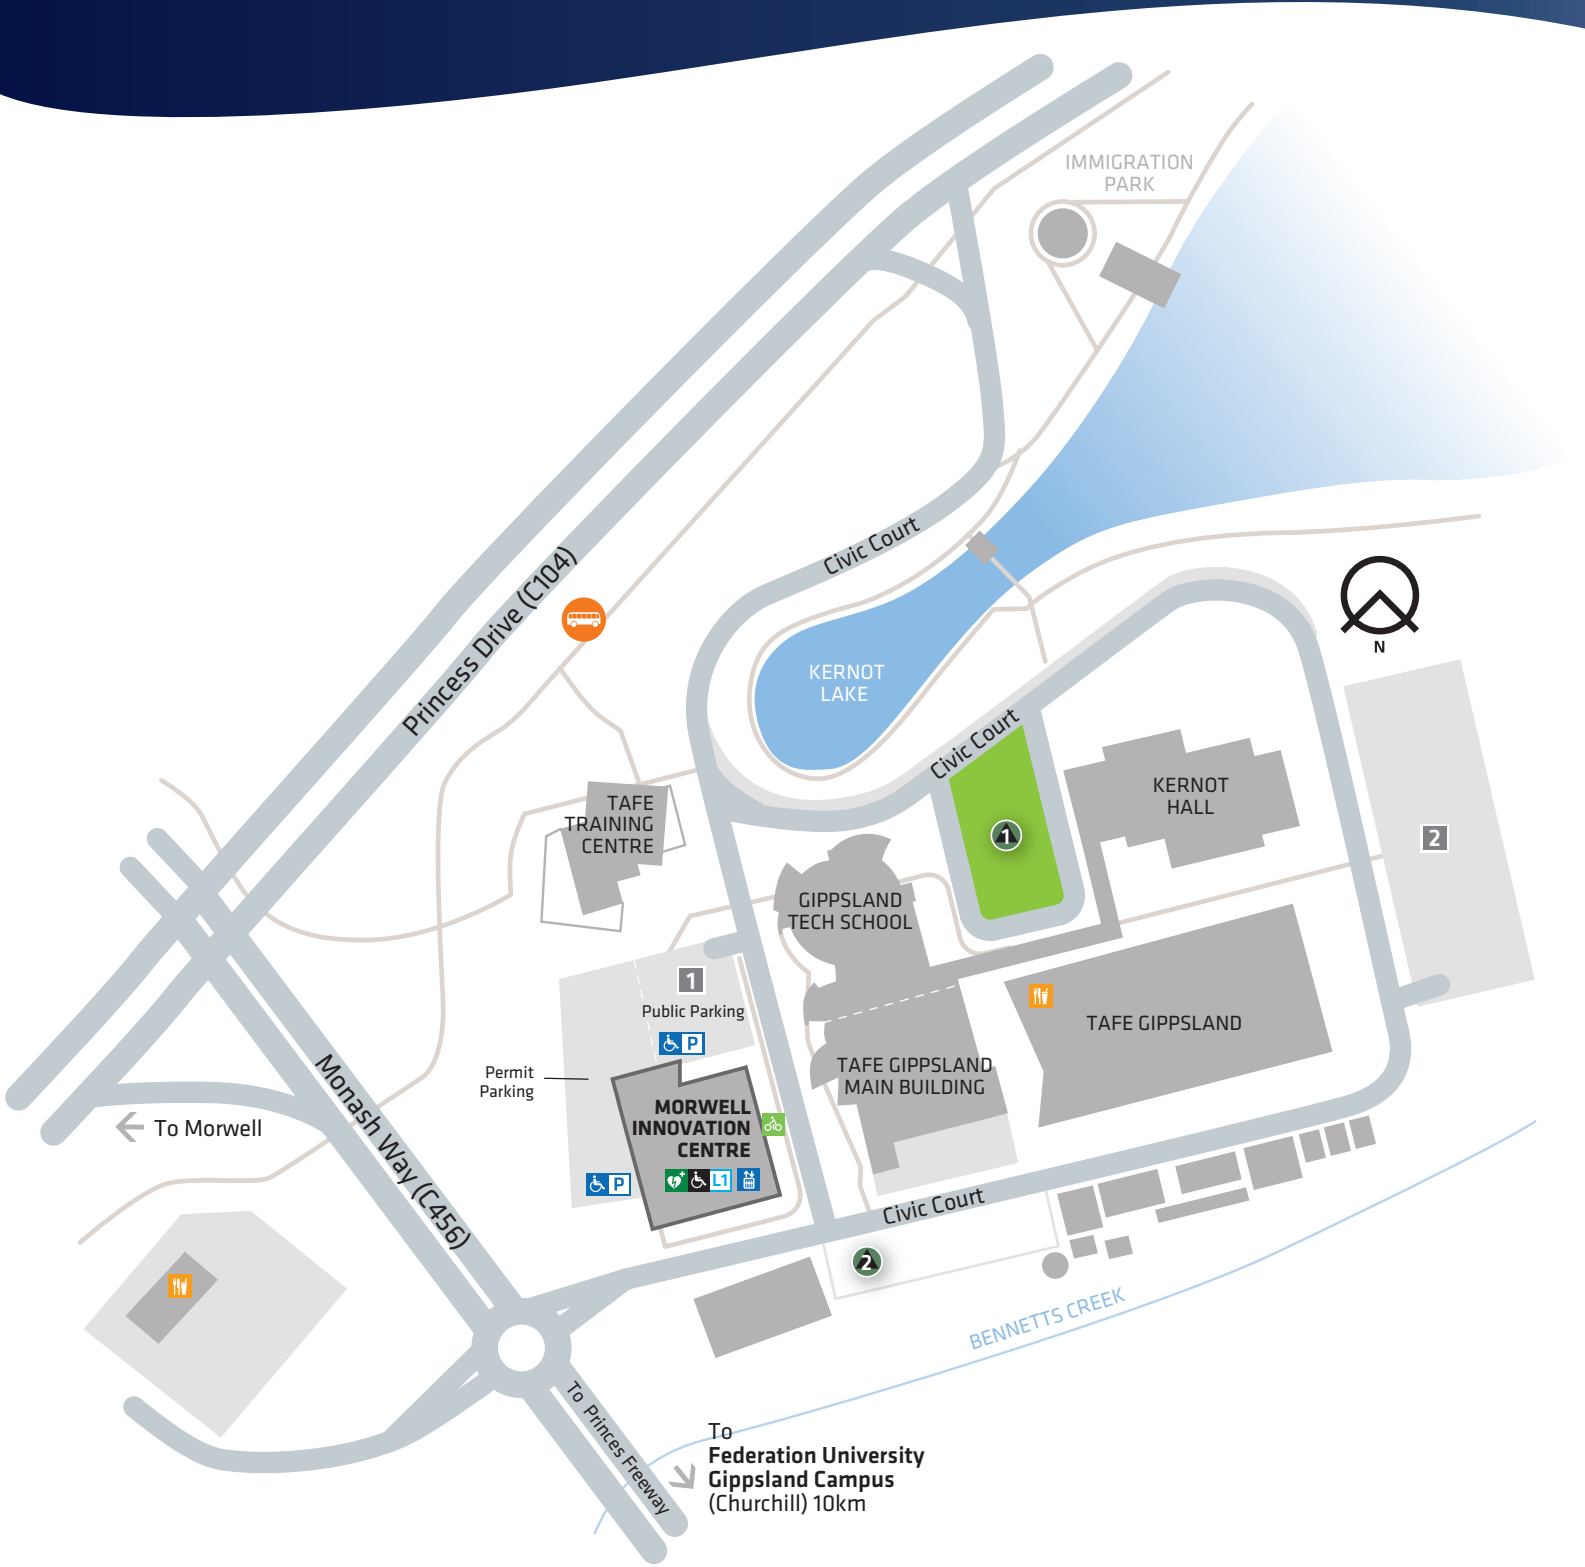 IMMIGRATION
PARK
Civic Court
Princess Drive (C104)
KERNOT
LAKE
N
Civic Court
KERNOT
HALL
TAFE
TRAINING
CENTRE
1
2
GIPPSLAND
TECH SCHOOL
1
Public Parking
P
TAFE GIPPSLAND
TAFE GIPPSLAND
MAIN BUILDING
Permit
Parking
MORWELL
INNOVATION
CENTRE
L1
P
To Morwell
Monash Way (C456)
Civic Court
2
BENNETTS CREEK
To Princes Freeway
To
Federation University
Gippsland Campus
(Churchill) 10km